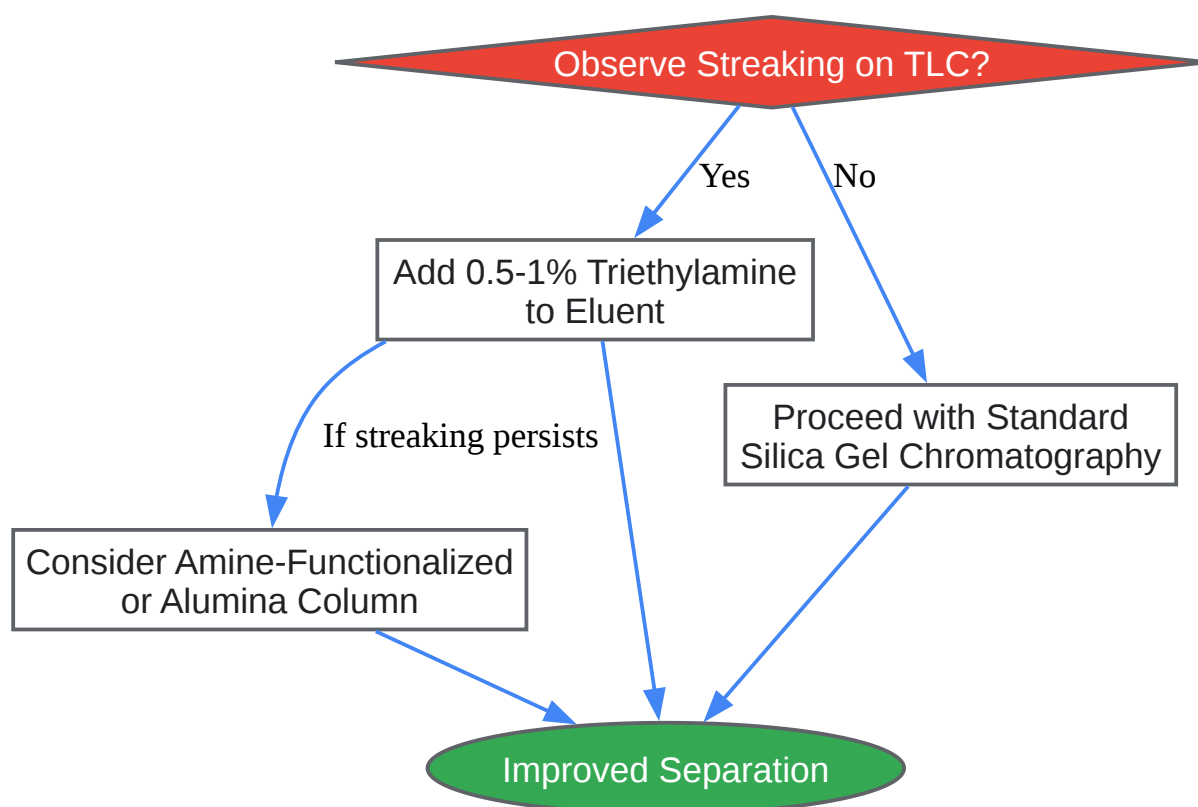 Observe Streaking on TLC?
Yes
No
Add 0.5-1% Triethylamine
to Eluent
Proceed with Standard
Silica Gel Chromatography
If streaking persists
Consider Amine-Functionalized
or Alumina Column
Improved Separation